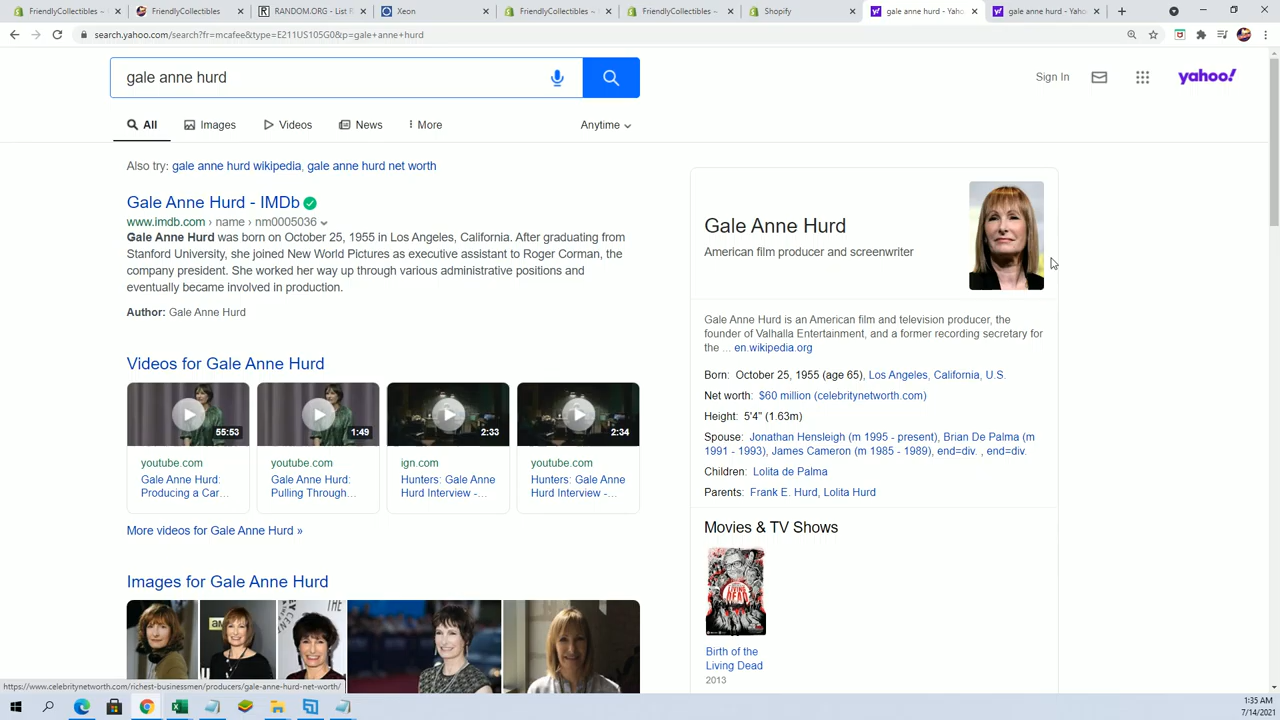 FriendlyCollectibles ~
FriendlyCollectibles ~
RANDOM.ORG - List R
Xeon
FriendlyCollectibles ~
FriendlyCollectibles ~
Shopify
gale anne hurd - Yaho
gale anne hurd - Yaho
search.yahoo.com/search?fr=mcafee&type=E211US105G0&p=gale+anne+hurd
gale anne hurd
Sign In
yahoo!
All
Images
Videos
News
More
Anytime
Also try: gale anne hurd wikipedia, gale anne hurd net worth
Gale Anne Hurd - IMDb
www.imdb.com › name › nm0005036
Gale Anne Hurd was born on October 25, 1955 in Los Angeles, California. After graduating from
Stanford University, she joined New World Pictures as executive assistant to Roger Corman, the
company president. She worked her way up through various administrative positions and
eventually became involved in production.
Author: Gale Anne Hurd
Videos for Gale Anne Hurd
55:53
1:49
2:33
2:34
youtube.com
Gale Anne Hurd:
Producing a Car...
youtube.com
Gale Anne Hurd:
Pulling Through...
ign.com
Hunters: Gale Anne
Hurd Interview -...
youtube.com
Hunters: Gale Anne
Hurd Interview -...
More videos for Gale Anne Hurd »
Images for Gale Anne Hurd
Gale Anne Hurd
American film producer and screenwriter
Gale Anne Hurd is an American film and television producer, the
founder of Valhalla Entertainment, and a former recording secretary for
the ... en.wikipedia.org
Born: October 25, 1955 (age 65), Los Angeles, California, U.S.
Net worth: $60 million (celebritynetworth.com)
Height: 5'4" (1.63m)
Spouse: Jonathan Hensleigh (m 1995 - present), Brian De Palma (m
1991 - 1993), James Cameron (m 1985 - 1989), end=div. , end=div.
Children: Lolita de Palma
Parents: Frank E. Hurd, Lolita Hurd
Movies & TV Shows
Birth of the
Living Dead
2013
https://www.celebritynetworth.com/richest-businessmen/producers/gale-anne-hurd-net-worth/
1:35 AM
7/14/2021